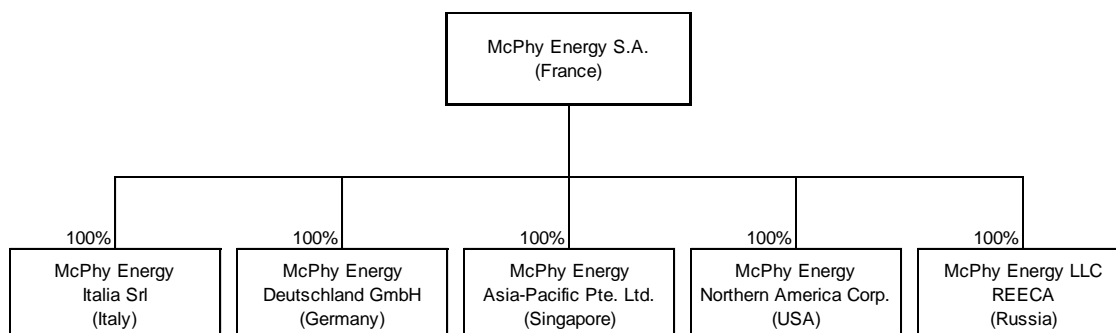 McPhy Energy S.A.
(France)
100%
100%
100%
100%
100%
McPhy Energy
Italia Srl
(Italy)
McPhy Energy
Deutschland GmbH
(Germany)
McPhy Energy
Asia-Pacific Pte. Ltd.
(Singapore)
McPhy Energy
Northern America Corp.
(USA)
McPhy Energy LLC
REECA
(Russia)